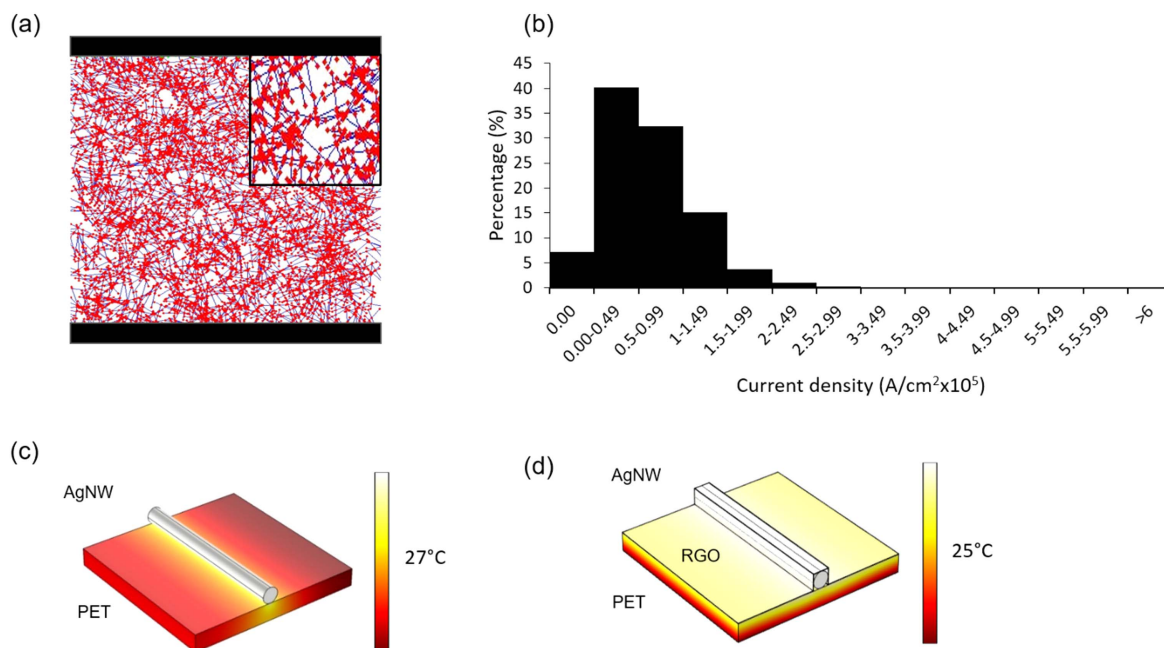 (a)
(b)
45
40
35
30
25
20
15
10
5
0
Percentage (%)
0.00
0.00-0.49
0.5-0.99
1-1.49
1.5-1.99
2-2.49
2.5-2.99
3-3.49
3.5-3.99
4-4.49
4.5-4.99
5-5.49
5.5-5.99
>6
Current density (A/cm²x10⁵)
(c)
AgNW
PET
27°C
(d)
AgNW
RGO
PET
25°C